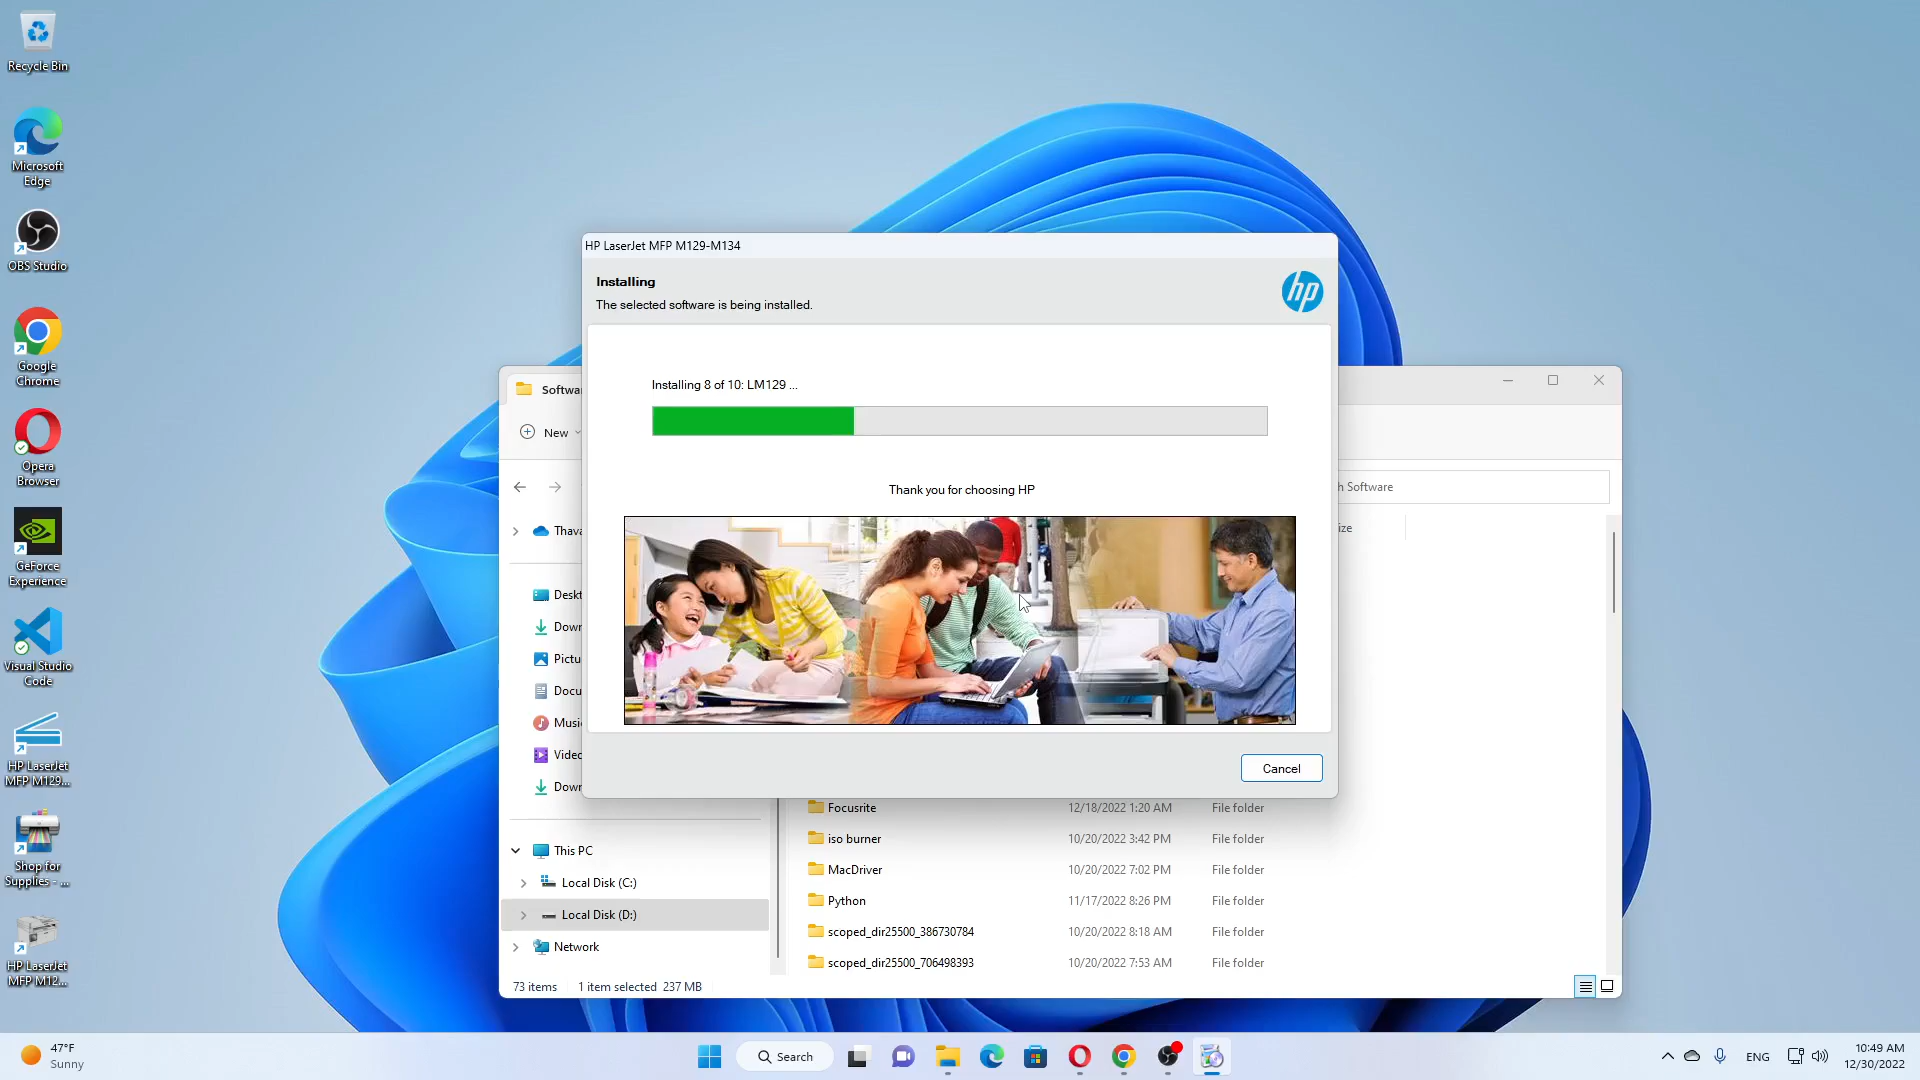 Recycle Bin
Microsoft
Edge
OBS Studio
Google
Chrome
Opera
Browser
GeForce
Experience
Visual Studio
Code
HP LaserJet
MFP M129...
Shop for
Supplies - ...
HP LaserJet
MFP M12...
HP LaserJet MFP M129-M134
Installing
The selected software is being installed.
hp
Installing 8 of 10: LM129 ...
Thank you for choosing HP
Cancel
Softwa
New
h Software
Thava
ize
Deskt
Down
Pictu
Docu
Music
Videc
Down
This PC
Local Disk (C:)
Local Disk (D:)
Network
Focusrite 12/18/2022 1:20 AM File folder
iso burner 10/20/2022 3:42 PM File folder
MacDriver 10/20/2022 7:02 PM File folder
Python 11/17/2022 8:26 PM File folder
scoped_dir25500_386730784 10/20/2022 8:18 AM File folder
scoped_dir25500_706498393 10/20/2022 7:53 AM File folder
73 items 1 item selected 237 MB
47°F
Sunny
Search
ENG
10:49 AM
12/30/2022